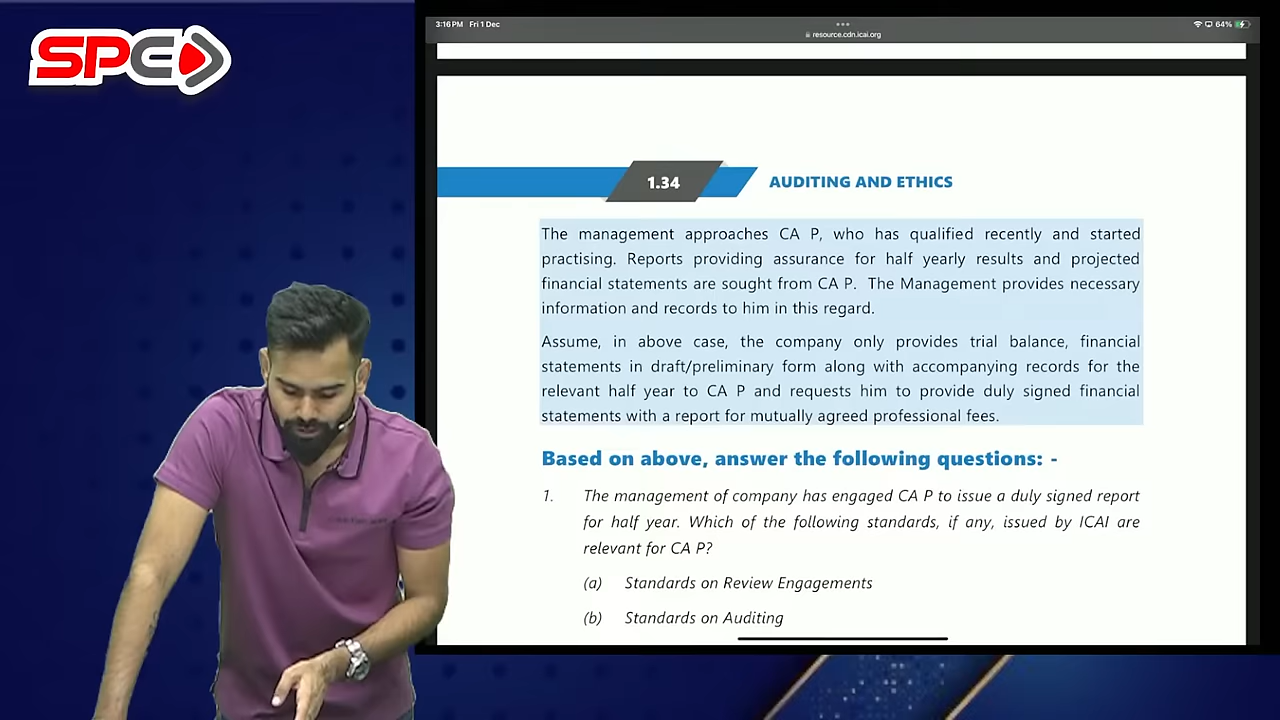 SPC
3:16 PM Fri 1 Dec
resource.cdn.icai.org
64%
1.34
AUDITING AND ETHICS
The management approaches CA P, who has qualified recently and started
practising. Reports providing assurance for half yearly results and projected
financial statements are sought from CA P. The Management provides necessary
information and records to him in this regard.
Assume, in above case, the company only provides trial balance, financial
statements in draft/preliminary form along with accompanying records for the
relevant half year to CA P and requests him to provide duly signed financial
statements with a report for mutually agreed professional fees.
Based on above, answer the following questions: -
1. The management of company has engaged CA P to issue a duly signed report
for half year. Which of the following standards, if any, issued by ICAI are
relevant for CA P?
(a) Standards on Review Engagements
(b) Standards on Auditing